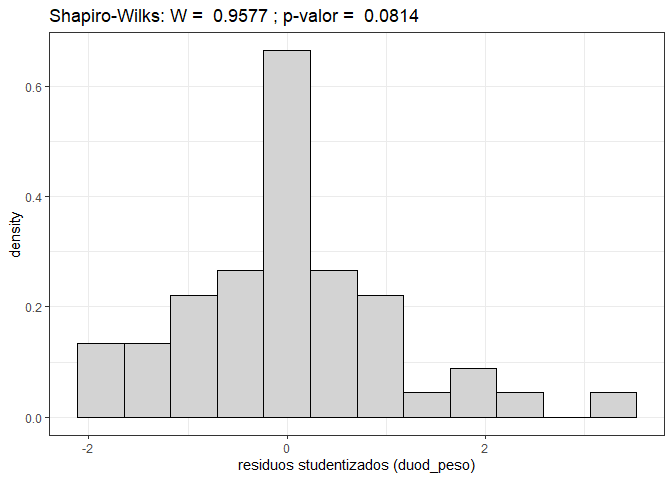 Shapiro-Wilks: W =  0.9577 ; p-valor =  0.0814
density
0.6
0.4
0.2
0.0
-2
0
2
residuos studentizados (duod_peso)